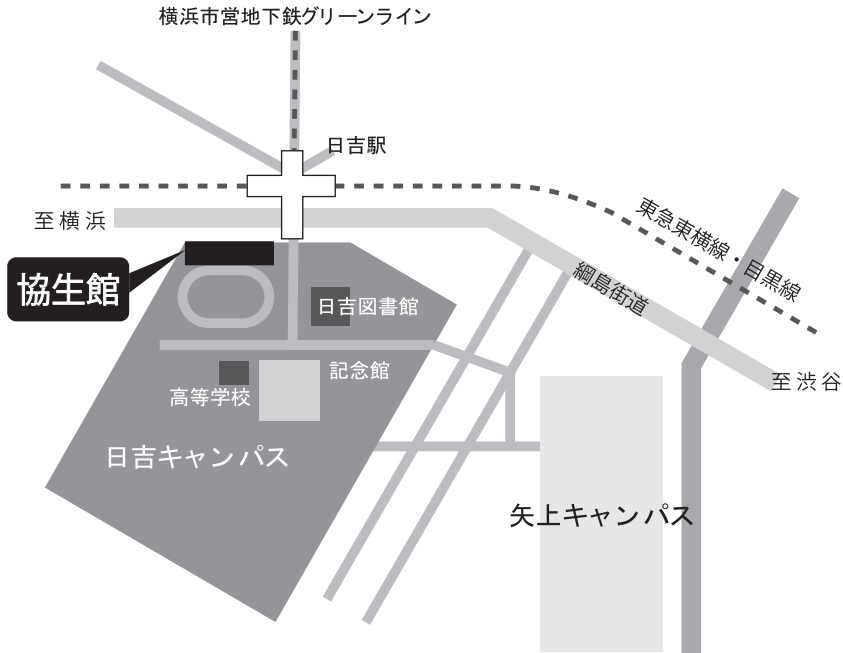 横浜市営地下鉄グリーンライン
日吉駅
至横浜
東急東横線・目黒線
協生館
綱島街道
日吉図書館
記念館
至渋谷
高等学校
日吉キャンパス
矢上キャンパス